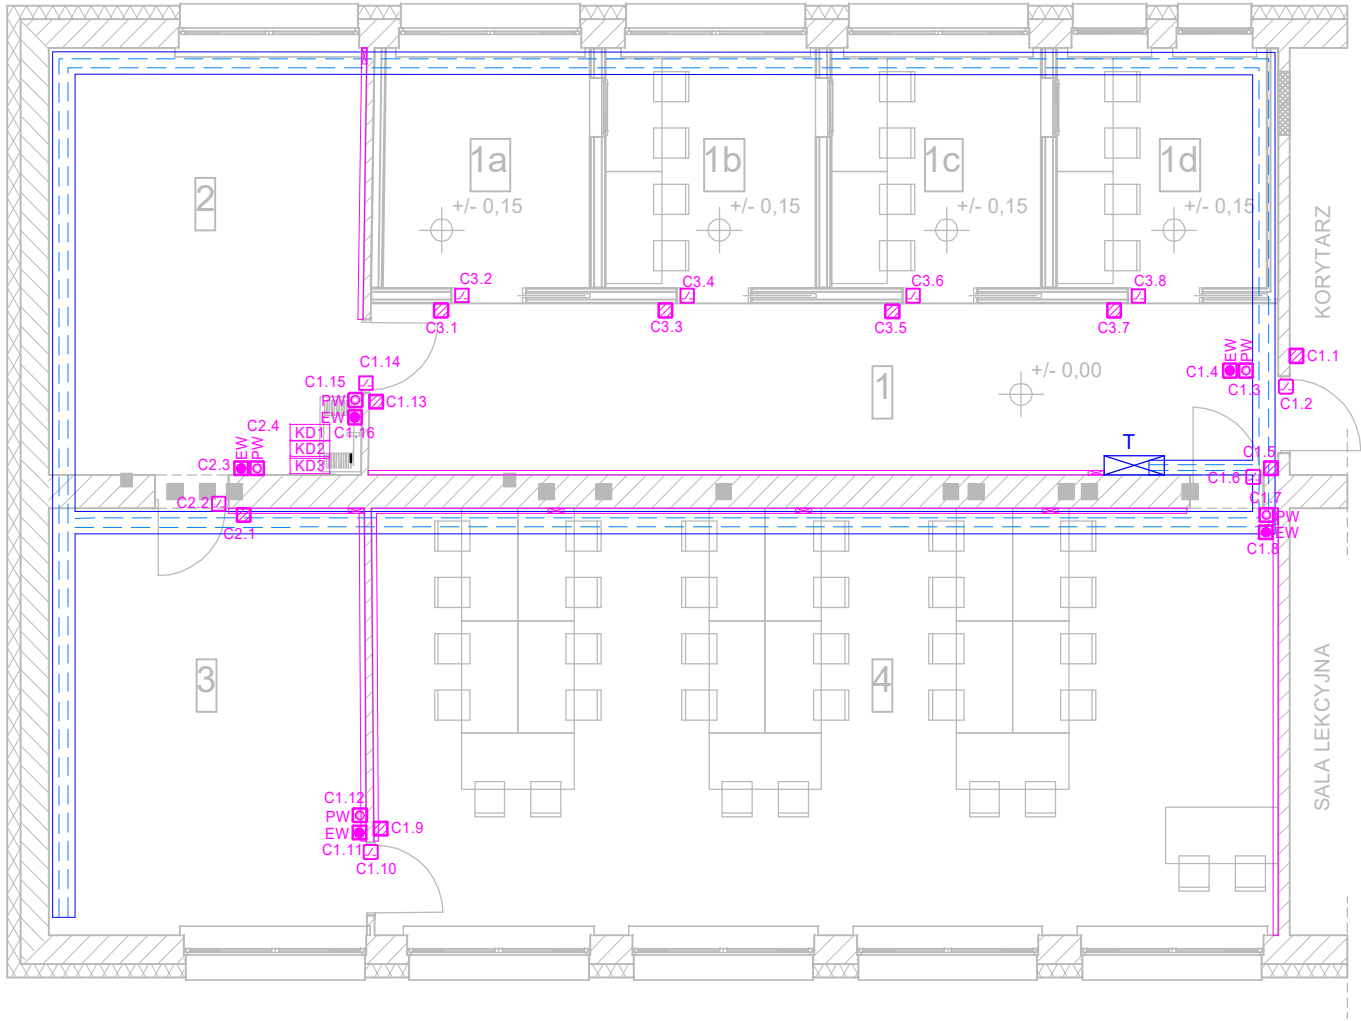 1a
1b
1c
1d
2
+/- 0,15
+/- 0,15
+/- 0,15
+/- 0,15
KORYTARZ
C3.2
C3.4
C3.6
C3.8
C3.1
C3.3
C3.5
C3.7
C1.14
C1.15
C1.13
PW
EW
C1.16
1
+/- 0,00
EW
PW
C1.4
C1.3
C1.1
C1.2
C2.4
EW
PW
C2.3
KD1
KD2
KD3
T
C1.5
C1.6
C1.7
C2.2
C2.1
PW
EW
C1.8
3
4
SALA LEKCYJNA
C1.12
PW
EW
C1.9
C1.11
C1.10